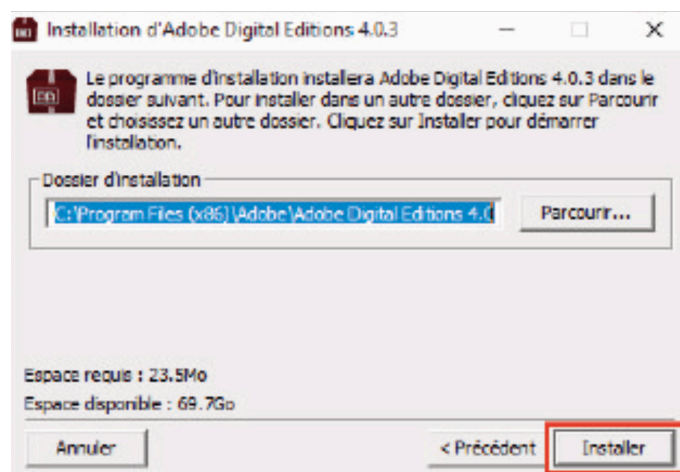 Installation d'Adobe Digital Editions 4.0.3
Le programme d'installation installera Adobe Digital Editions 4.0.3 dans le
dossier suivant. Pour installer dans un autre dossier, cliquez sur Parcourir
et choisissez un autre dossier. Cliquez sur Installer pour démarrer
l'installation.
Dossier d'installation
C:\Program Files (x86)\Adobe\Adobe Digital Editions 4.0
Parcourir...
Espace requis : 23.5Mo
Espace disponible : 69.7Go
Annuler
< Précédent
Installer